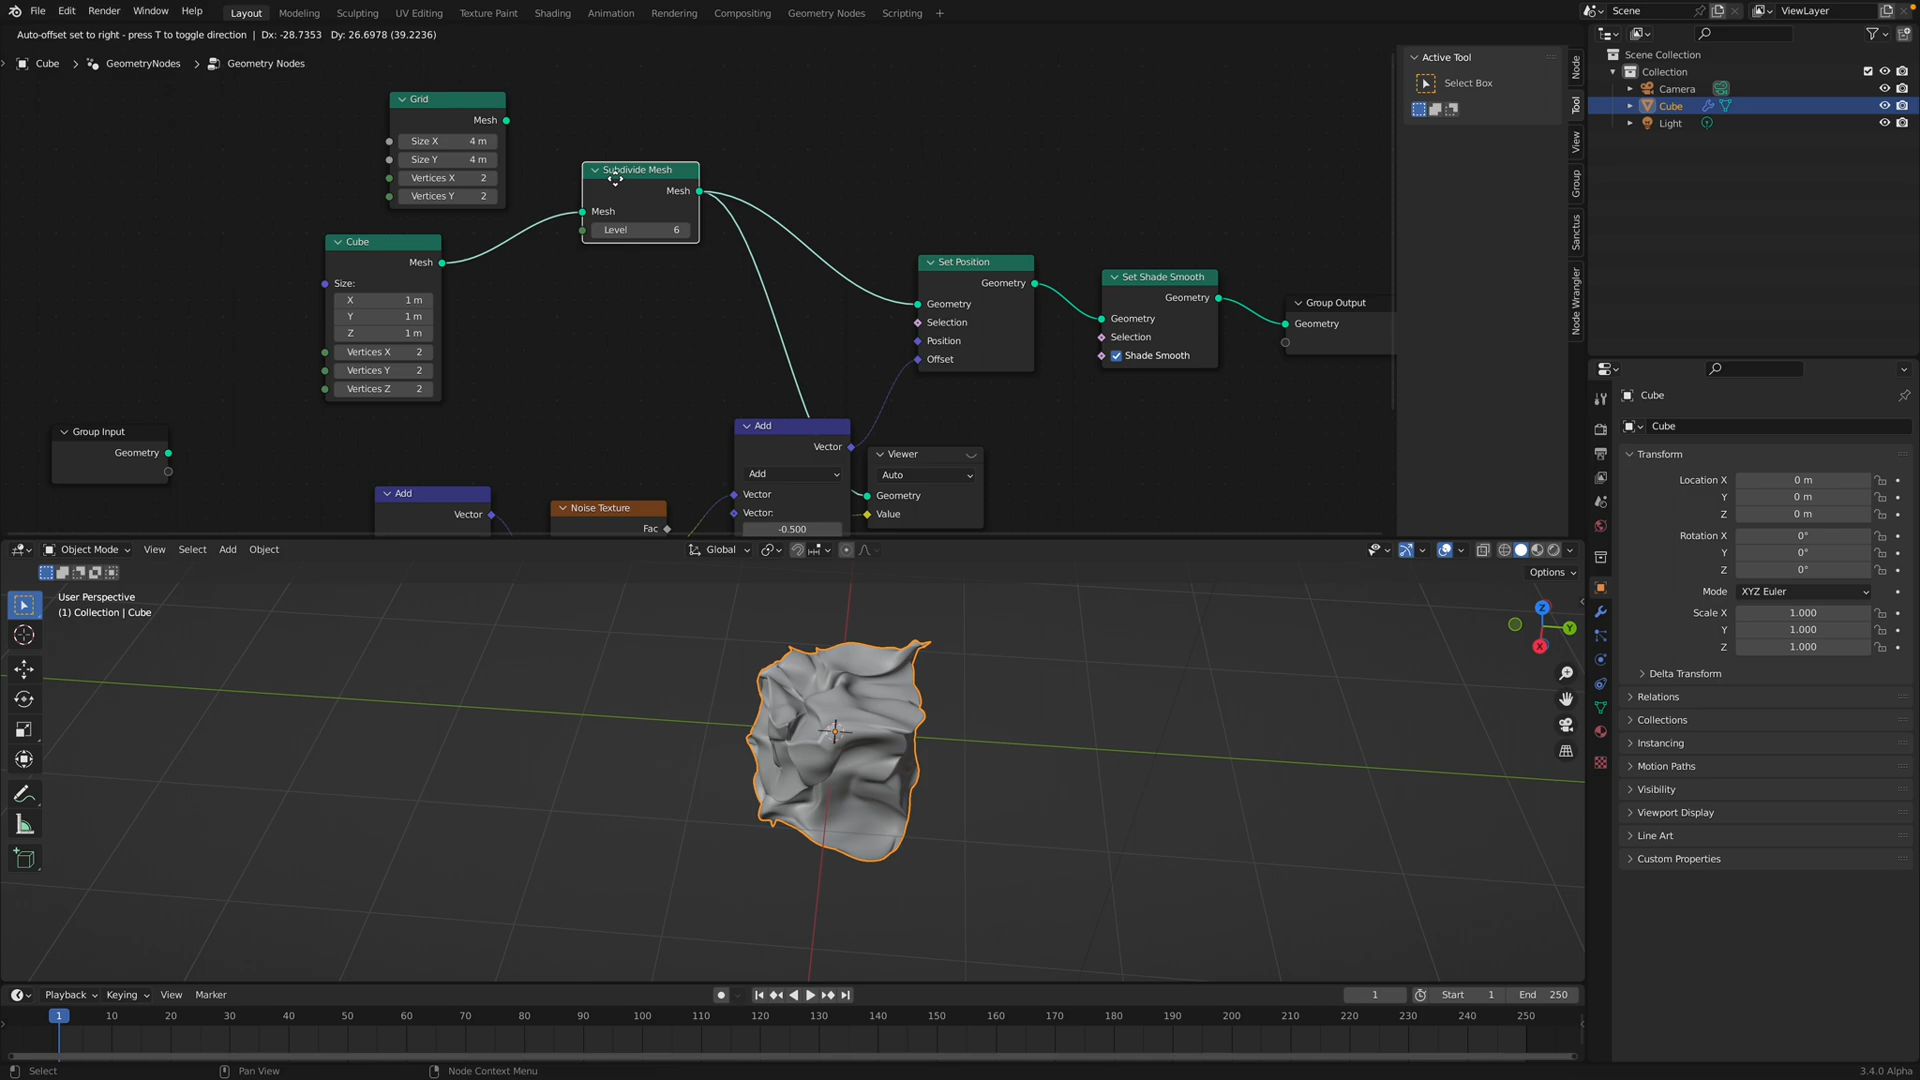 File Edit Render Window Help Layout Modeling Sculpting UV Editing Texture Paint Shading Animation Rendering Compositing Geometry Nodes Scripting + Scene ViewLayer
Auto-offset set to right - press T to toggle direction | Dx: -28.7353 Dy: 26.6978 (39.2236)
Cube > GeometryNodes > Geometry Nodes
Grid
Mesh
Size X 4 m
Size Y 4 m
Vertices X 2
Vertices Y 2
Subdivide Mesh
Mesh
Mesh
Level 6
Cube
Mesh
Size:
X 1 m
Y 1 m
Z 1 m
Vertices X 2
Vertices Y 2
Vertices Z 2
Set Position
Geometry
Geometry
Selection
Position
Offset
Set Shade Smooth
Geometry
Geometry
Selection
Shade Smooth
Group Output
Geometry
Group Input
Geometry
Add
Vector
Noise Texture
Fac
Add
Vector
Add
Vector
Vector:
-0.500
Viewer
Auto
Geometry
Value
Active Tool
Select Box
Node
Tool
View
Group
Sanctus
Node Wrangler
Scene Collection
Collection
Camera
Cube
Light
Cube
Cube
Transform
Location X 0 m
Y 0 m
Z 0 m
Rotation X 0°
Y 0°
Z 0°
Mode XYZ Euler
Scale X 1.000
Y 1.000
Z 1.000
Delta Transform
Relations
Collections
Instancing
Motion Paths
Visibility
Viewport Display
Line Art
Custom Properties
Object Mode View Select Add Object Global
Options
User Perspective
(1) Collection | Cube
Z
Y
X
Playback Keying View Marker 1 Start 1 End 250
1 10 20 30 40 50 60 70 80 90 100 110 120 130 140 150 160 170 180 190 200 210 220 230 240 250
Select Pan View Node Context Menu 3.4.0 Alpha